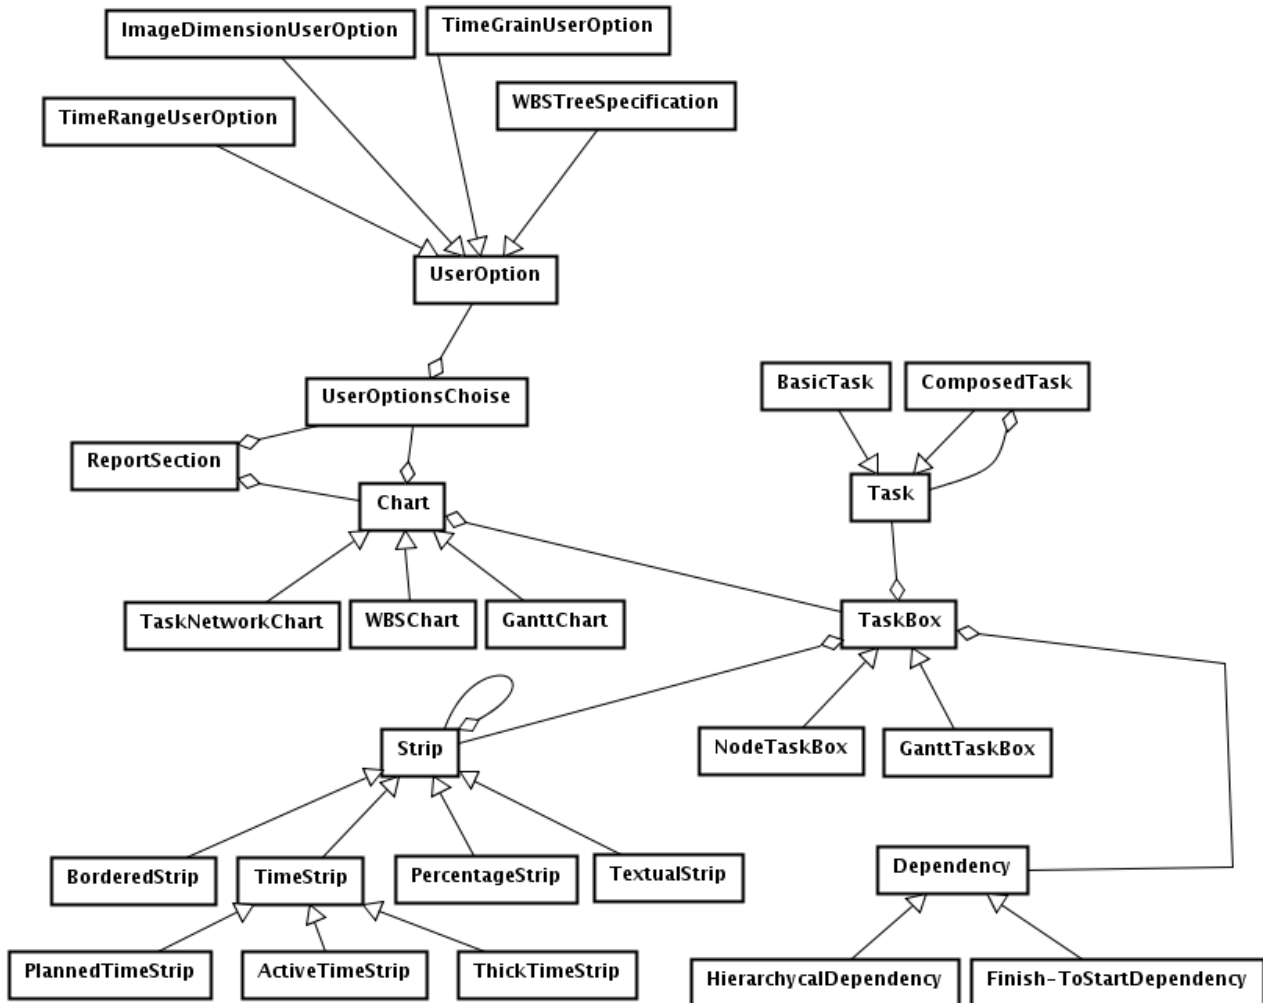 ImageDimensionUserOption
TimeGrainUserOption
WBSTreeSpecification
TimeRangeUserOption
UserOption
UserOptionsChoise
BasicTask
ComposedTask
ReportSection
Chart
Task
TaskNetworkChart
WBSChart
GanttChart
TaskBox
Strip
NodeTaskBox
GanttTaskBox
BorderedStrip
TimeStrip
PercentageStrip
TextualStrip
Dependency
PlannedTimeStrip
ActiveTimeStrip
ThickTimeStrip
HierarchycalDependency
Finish-ToStartDependency